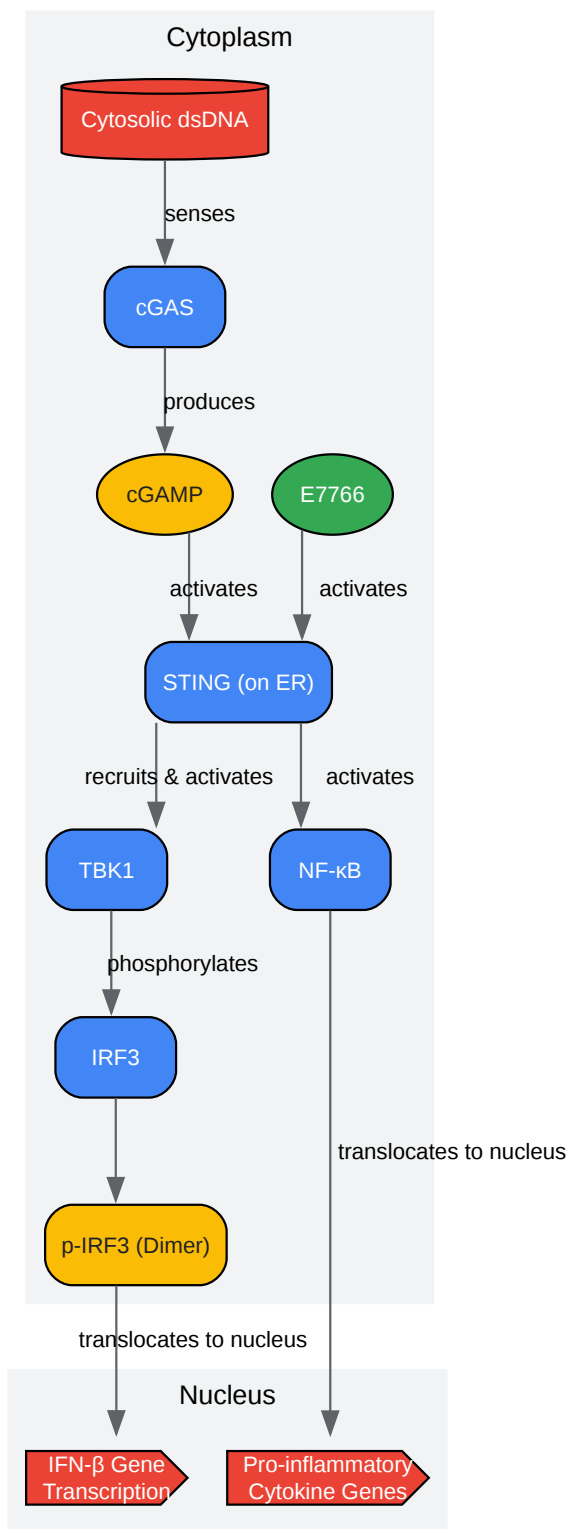 Cytoplasm
Cytosolic dsDNA
senses
cGAS
produces
cGAMP
E7766
activates
activates
STING (on ER)
recruits & activates
activates
TBK1
NF-κB
phosphorylates
IRF3
translocates to nucleus
p-IRF3 (Dimer)
translocates to nucleus
Nucleus
IFN-β Gene
Transcription
Pro-inflammatory
Cytokine Genes